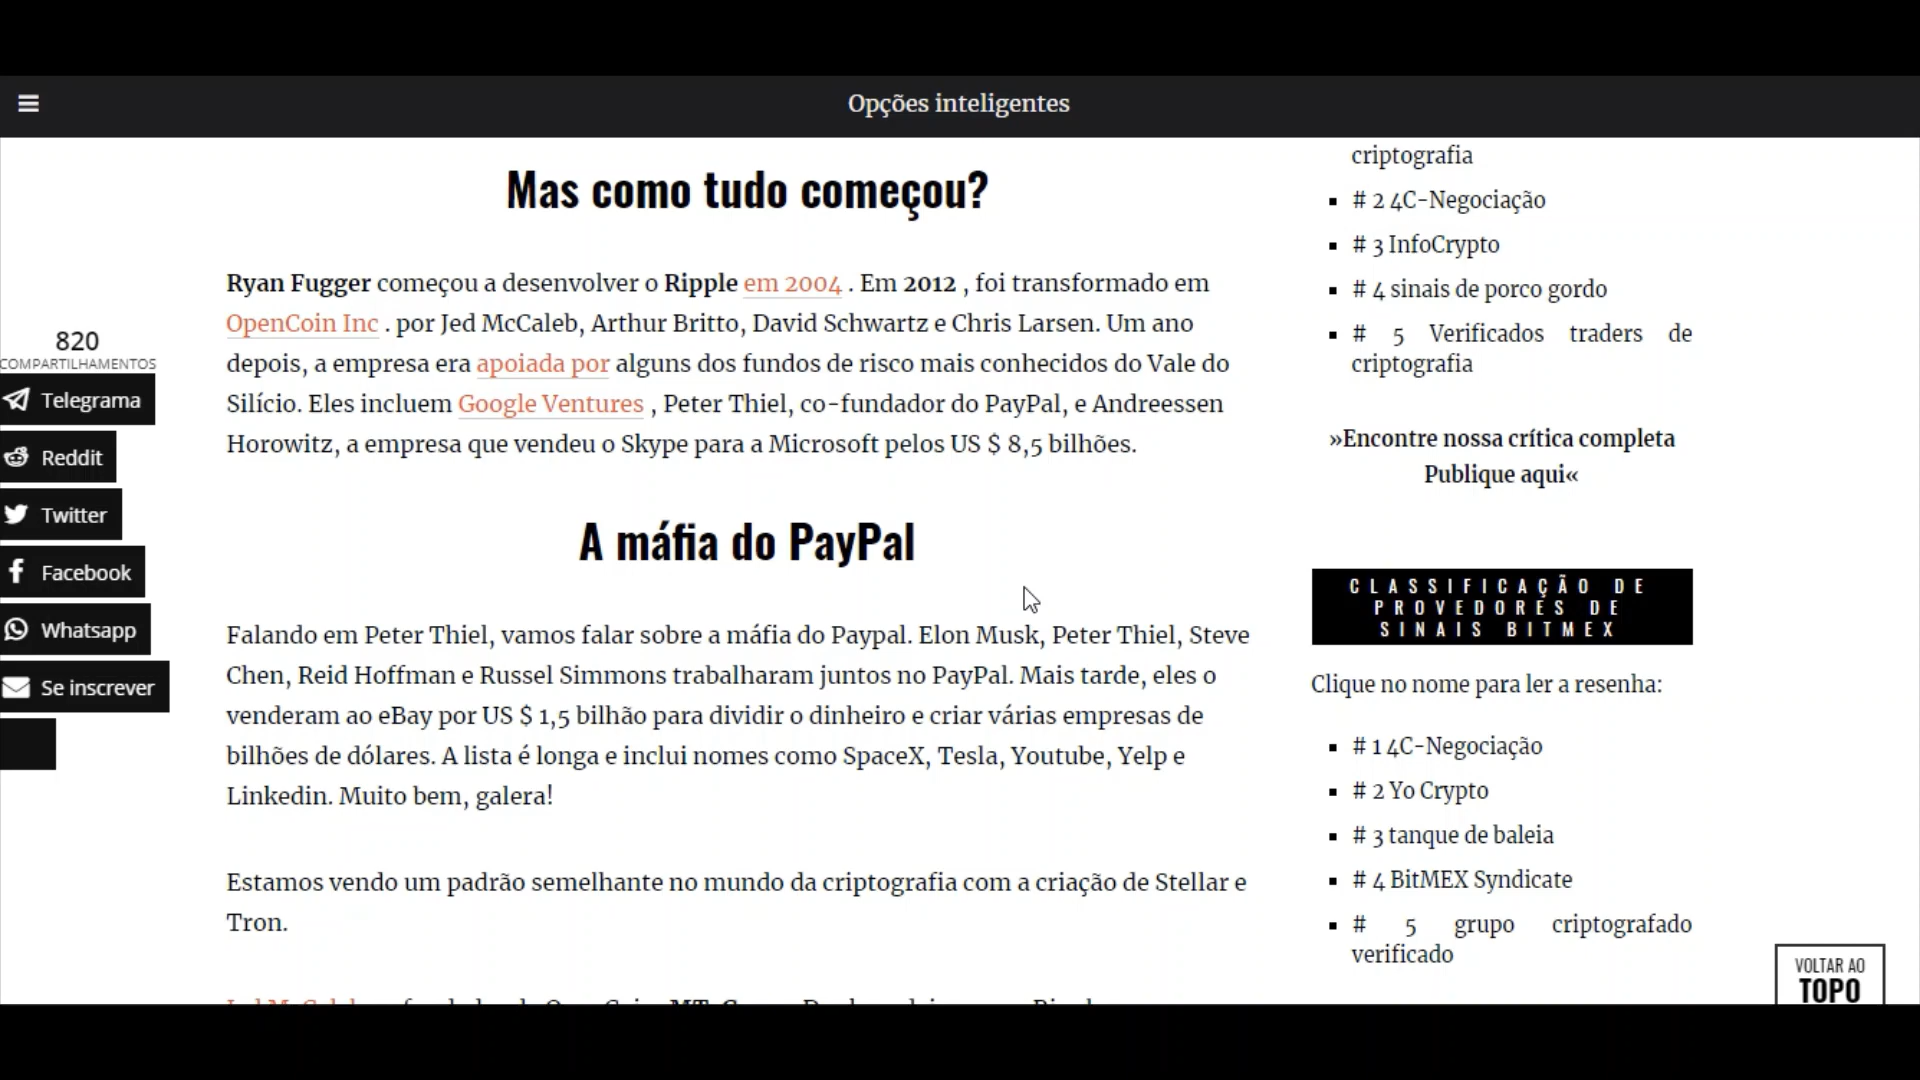 Opções inteligentes
Mas como tudo começou?
Ryan Fugger começou a desenvolver o Ripple em 2004 . Em 2012 , foi transformado em
OpenCoin Inc . por Jed McCaleb, Arthur Britto, David Schwartz e Chris Larsen. Um ano
depois, a empresa era apoiada por alguns dos fundos de risco mais conhecidos do Vale do
Silício. Eles incluem Google Ventures , Peter Thiel, co-fundador do PayPal, e Andreessen
Horowitz, a empresa que vendeu o Skype para a Microsoft pelos US $ 8,5 bilhões.
A máfia do PayPal
Falando em Peter Thiel, vamos falar sobre a máfia do Paypal. Elon Musk, Peter Thiel, Steve
Chen, Reid Hoffman e Russel Simmons trabalharam juntos no PayPal. Mais tarde, eles o
venderam ao eBay por US $ 1,5 bilhão para dividir o dinheiro e criar várias empresas de
bilhões de dólares. A lista é longa e inclui nomes como SpaceX, Tesla, Youtube, Yelp e
Linkedin. Muito bem, galera!
Estamos vendo um padrão semelhante no mundo da criptografia com a criação de Stellar e
Tron.
820
COMPARTILHAMENTOS
Telegrama
Reddit
Twitter
Facebook
Whatsapp
Se inscrever
criptografia
# 2 4C-Negociação
# 3 InfoCrypto
# 4 sinais de porco gordo
# 5 Verificados traders de
criptografia
»Encontre nossa crítica completa
Publique aqui«
CLASSIFICAÇÃO DE
PROVEDORES DE
SINAIS BITMEX
Clique no nome para ler a resenha:
# 1 4C-Negociação
# 2 Yo Crypto
# 3 tanque de baleia
# 4 BitMEX Syndicate
# 5 grupo criptografado
verificado
VOLTAR AO
TOPO